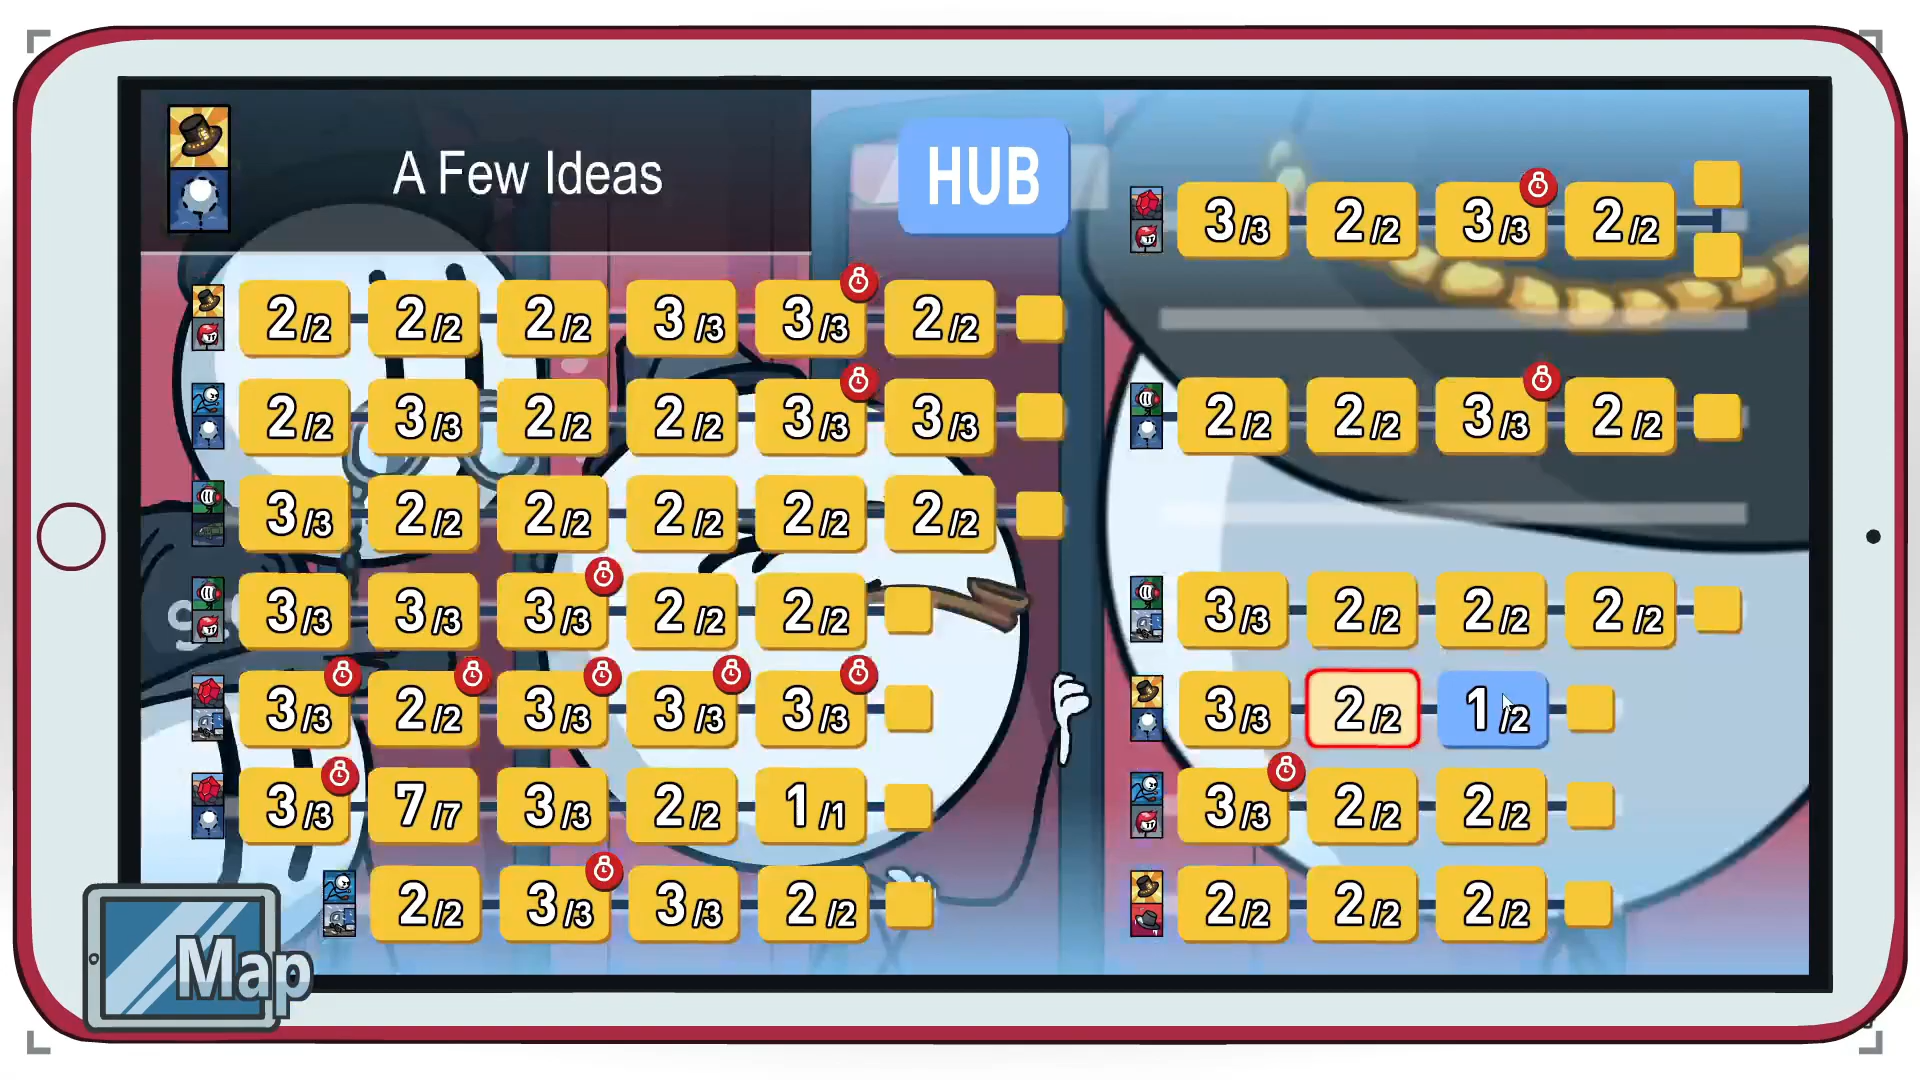 A Few Ideas
HUB
3/3 2/2 3/3 2/2
2/2 2/2 2/2 3/3 3/3 2/2
2/2 3/3 2/2 2/2 3/3 3/3
2/2 2/2 3/3 2/2
3/3 2/2 2/2 2/2 2/2 2/2
3/3 3/3 3/3 2/2 2/2
3/3 2/2 2/2 2/2
3/3 2/2 3/3 3/3 3/3
3/3 2/2 1/2
3/3 7/7 3/3 2/2 1/1
3/3 2/2 2/2
2/2 3/3 3/3 2/2
2/2 2/2 2/2
Map